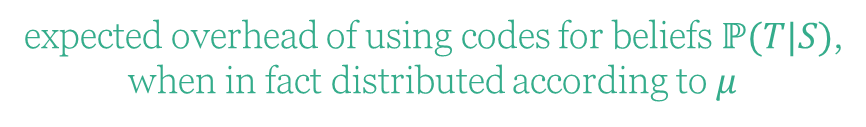 expected overhead of using codes for beliefs ℙ(T|S),
when in fact distributed according to μ